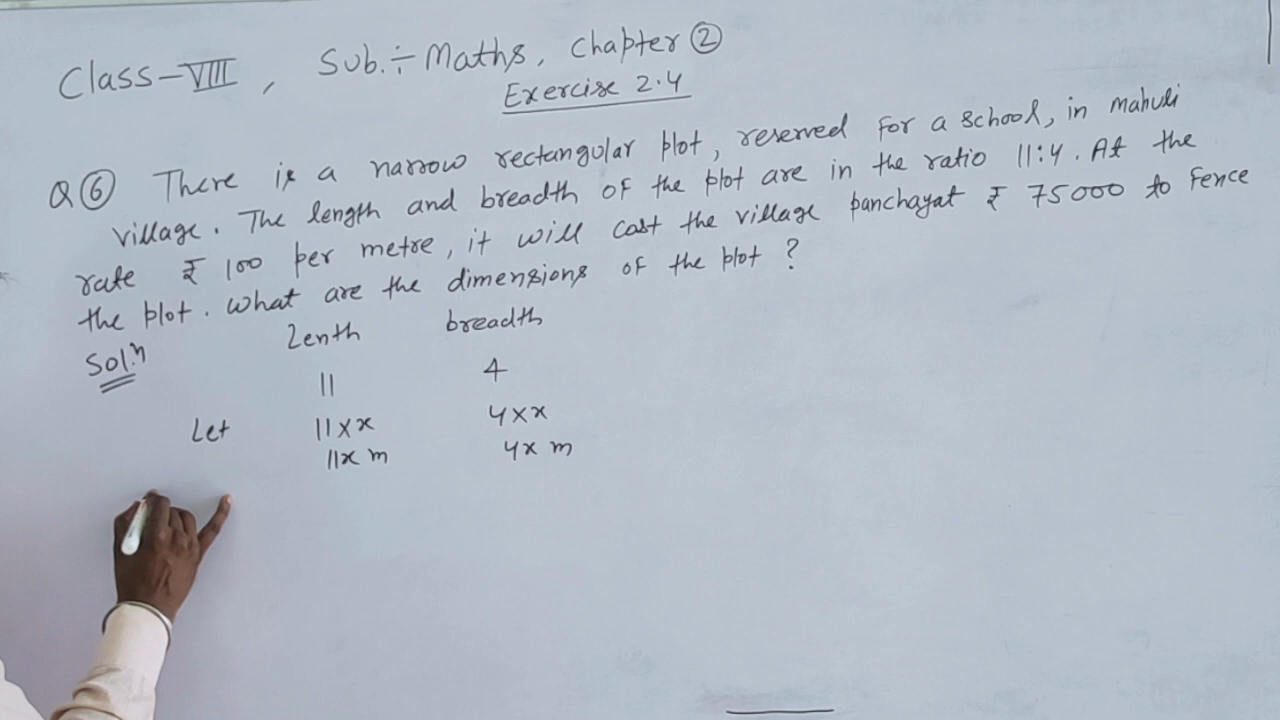 Class-VIII, Sub.÷ Maths, Chapter ②
Exercise 2.4
Q⑥ There is a narrow rectangular plot, reserved For a School, in mahuli
village. The length and breadth of the plot are in the ratio 11:4. At the
rate ₹ 100 per metre, it will cost the village panchayat ₹ 75000 to Fence
the plot. What are the dimensions of the plot ?
Sol.n Lenth breadth
11 4
Let 11×x 4×x
11x m 4x m